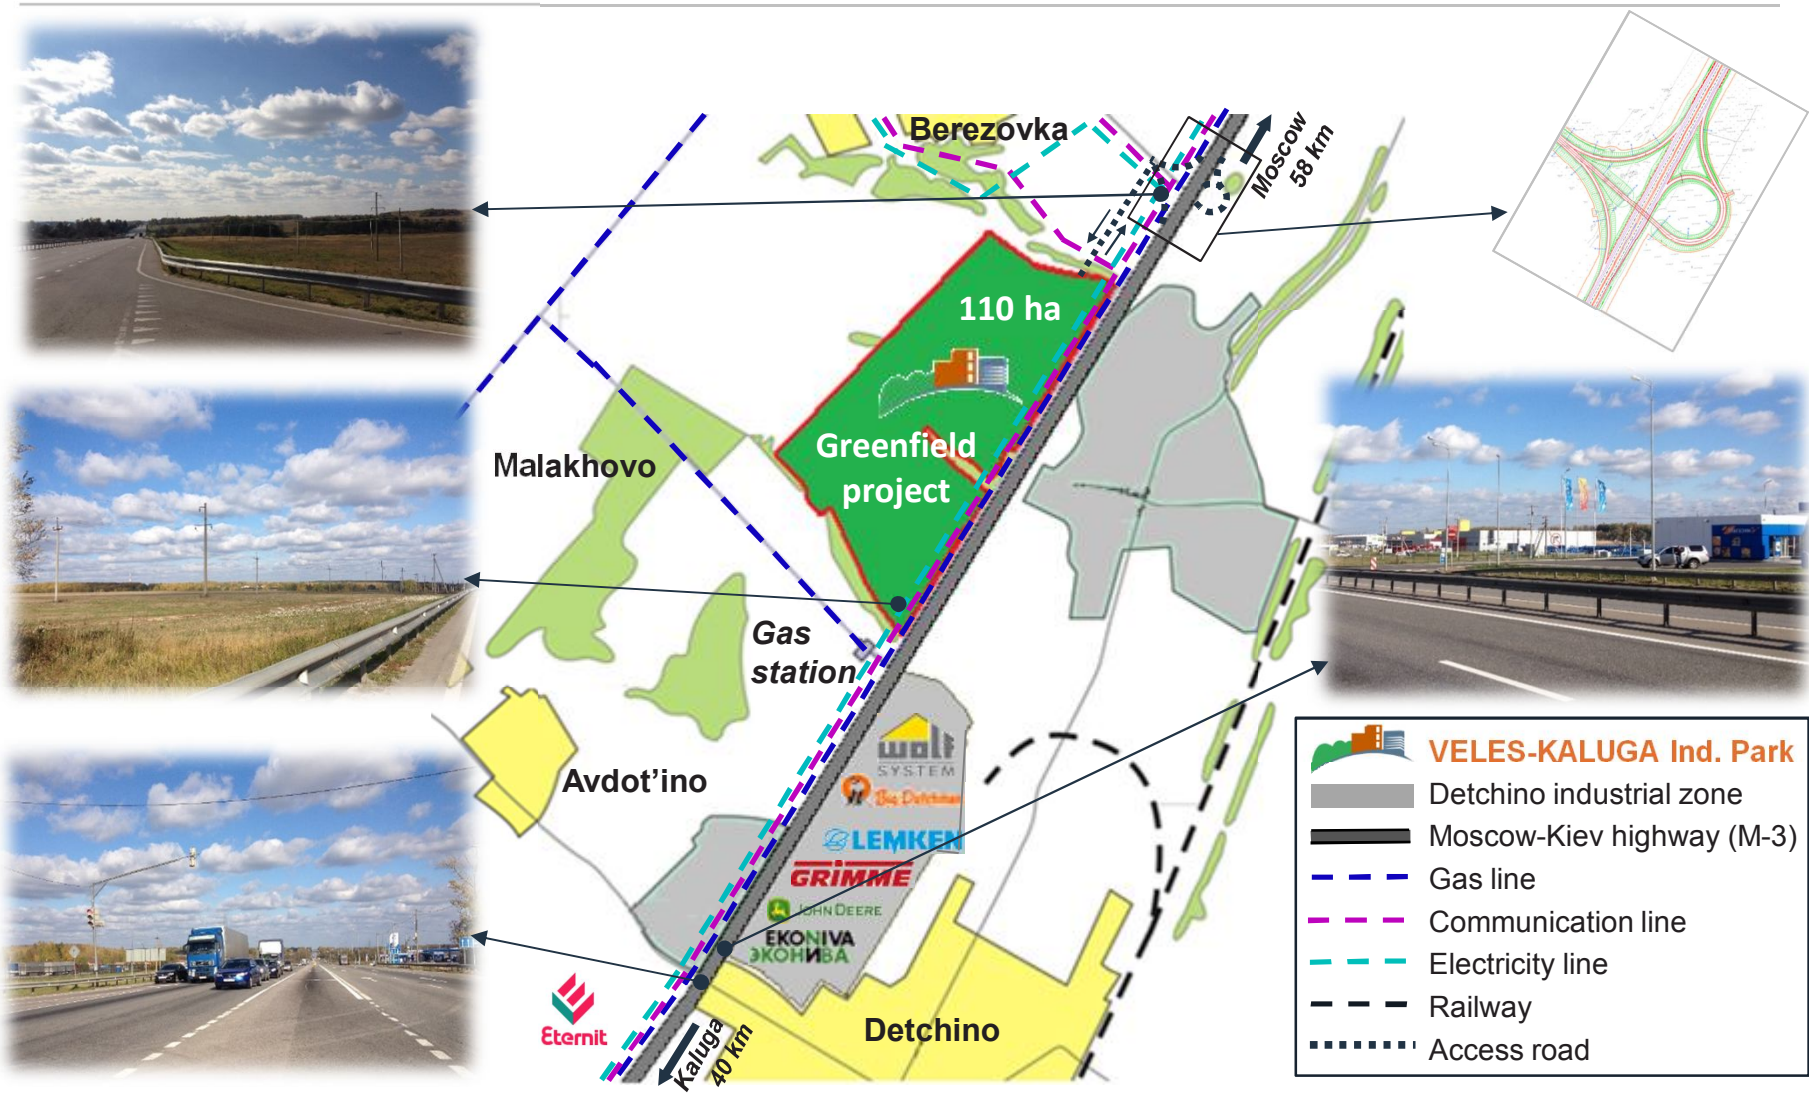 Berezovka
Moscow
58 km
110 ha
Greenfield
project
Malakhovo
Gas
station
Avdot’ino
wolf
SYSTEM
Big Dutchman
LEMKEN
GRIMME
JOHN DEERE
EKONIVA
ЭКОНИВА
Eternit
Detchino
Kaluga
40 km
VELES-KALUGA Ind. Park
Detchino industrial zone
Moscow-Kiev highway (M-3)
Gas line
Communication line
Electricity line
Railway
Access road